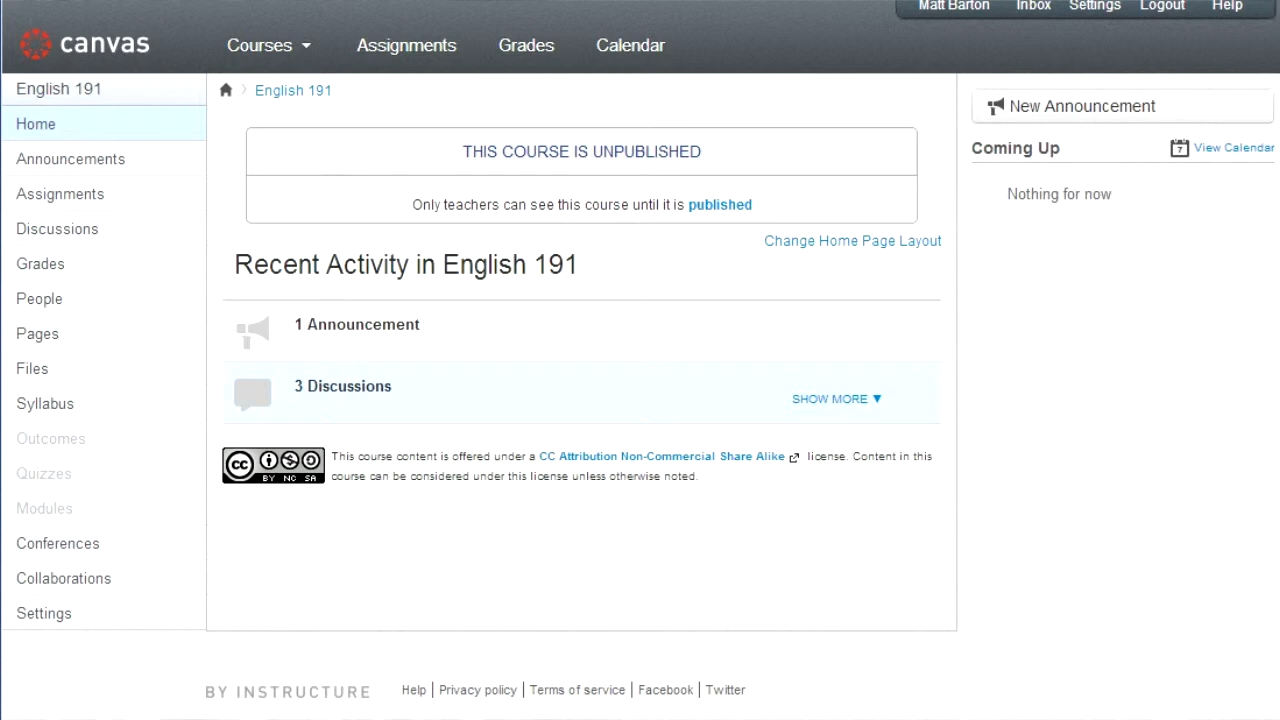 Matt Barton Inbox Settings Logout Help
canvas Courses Assignments Grades Calendar
English 191
Home
Announcements
Assignments
Discussions
Grades
People
Pages
Files
Syllabus
Outcomes
Quizzes
Modules
Conferences
Collaborations
Settings
English 191
THIS COURSE IS UNPUBLISHED
Only teachers can see this course until it is published
Change Home Page Layout
Recent Activity in English 191
1 Announcement
3 Discussions
SHOW MORE ▼
cc BY NC SA
This course content is offered under a CC Attribution Non-Commercial Share Alike license. Content in this
course can be considered under this license unless otherwise noted.
New Announcement
Coming Up 7 View Calendar
Nothing for now
BY INSTRUCTURE Help | Privacy policy | Terms of service | Facebook | Twitter